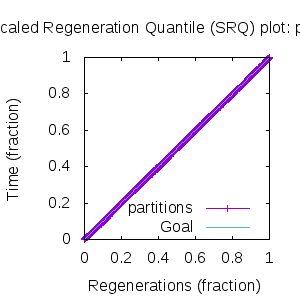 caled Regeneration Quantile (SRQ) plot: p
1
0.8
0.6
0.4
0.2
0
Time (fraction)
partitions
Goal
0 0.2 0.4 0.6 0.8 1
Regenerations (fraction)